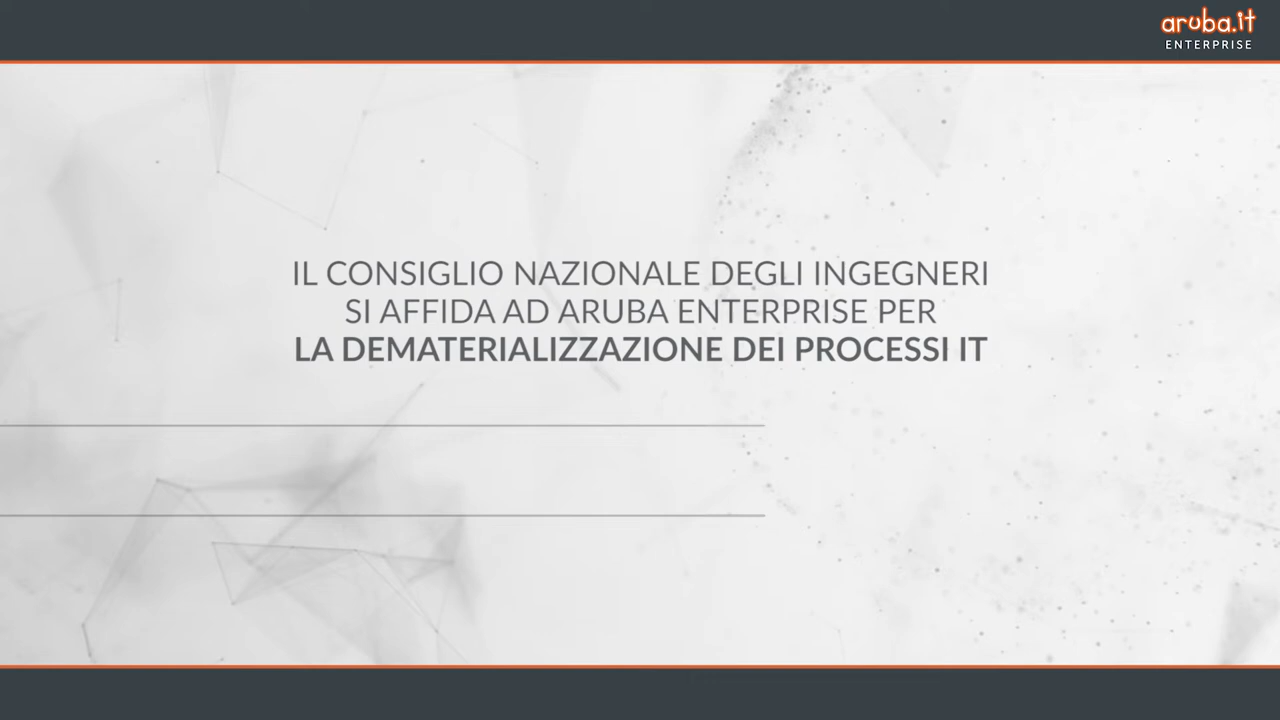 aruba.it
ENTERPRISE
IL CONSIGLIO NAZIONALE DEGLI INGEGNERI
SI AFFIDA AD ARUBA ENTERPRISE PER
LA DEMATERIALIZZAZIONE DEI PROCESSI IT